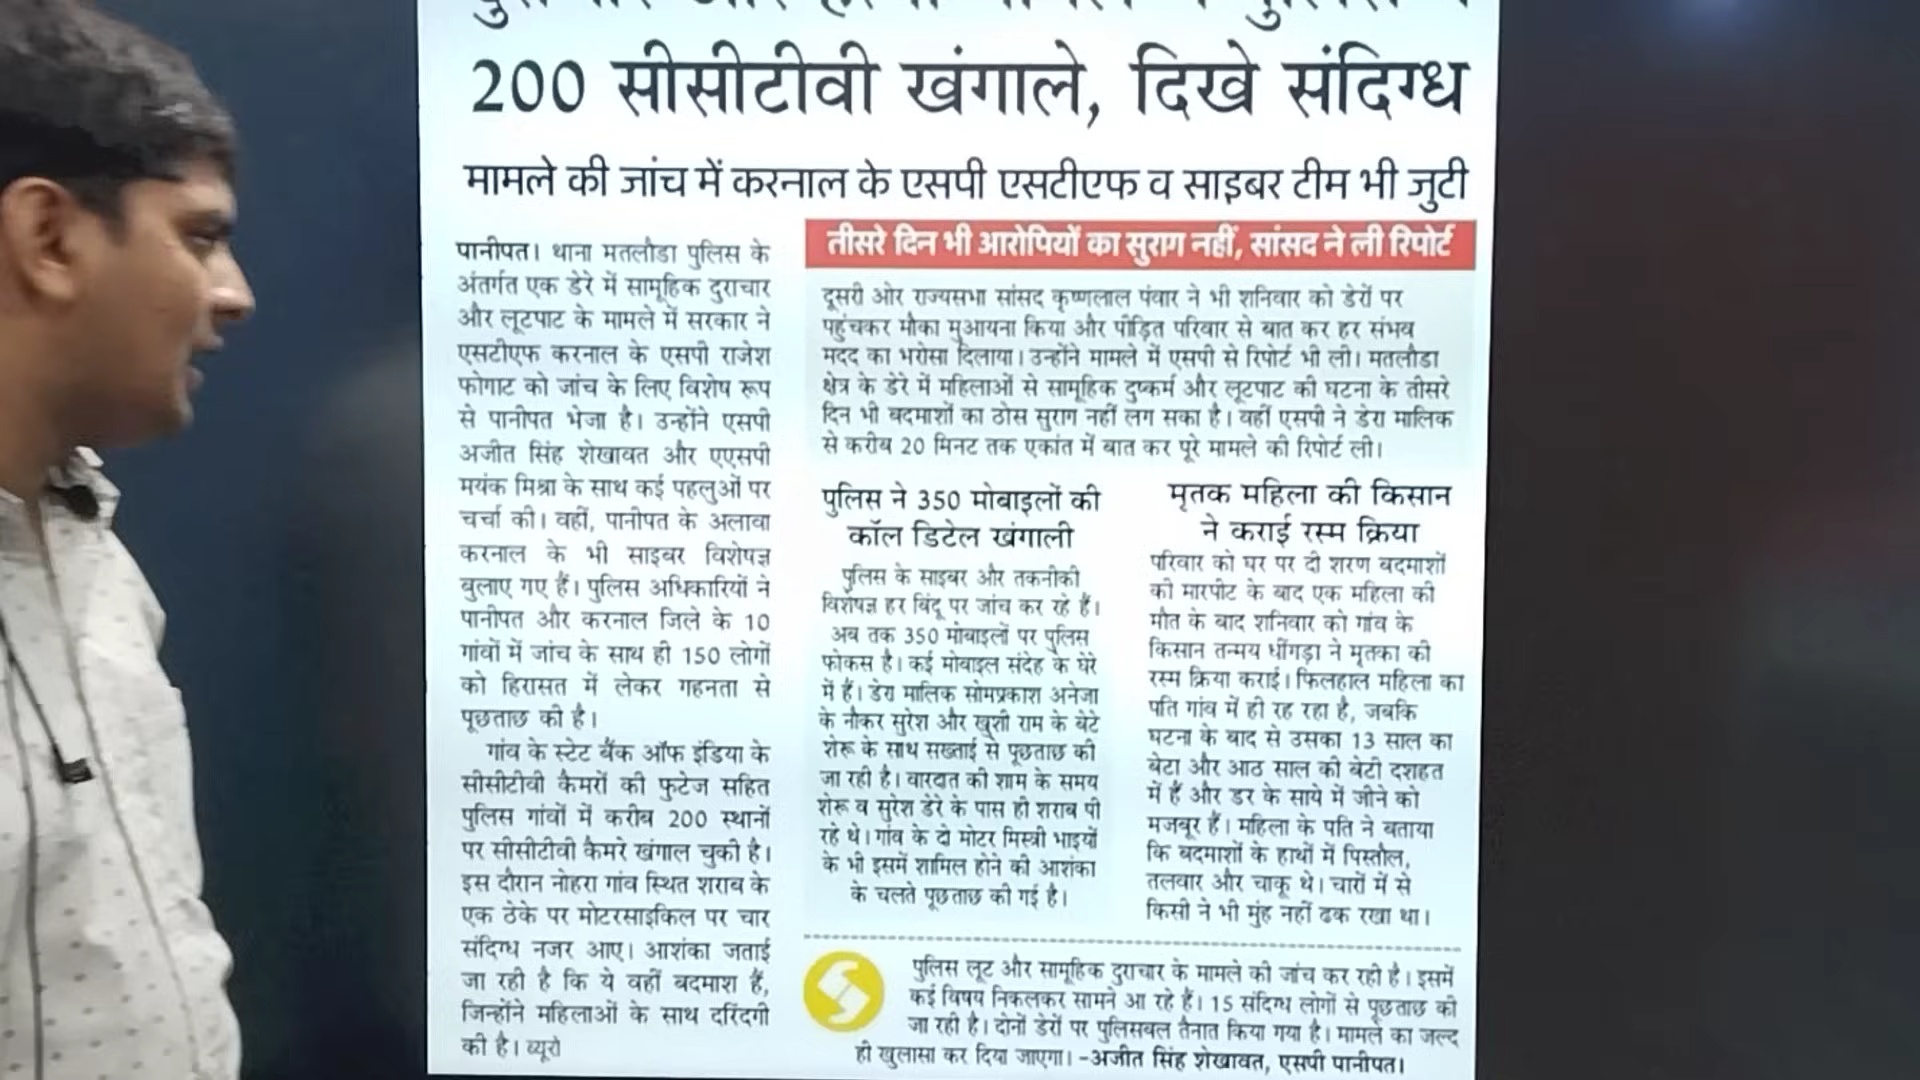 200 सीसीटीवी खंगाले, दिखे संदिग्ध
मामले की जांच में करनाल के एसपी एसटीएफ व साइबर टीम भी जुटी
पानीपत। थाना मतलौडा पुलिस के
अंतर्गत एक डेरे में सामूहिक दुराचार
और लूटपाट के मामले में सरकार ने
एसटीएफ करनाल के एसपी राजेश
फोगाट को जांच के लिए विशेष रूप
से पानीपत भेजा है। उन्होंने एसपी
अजीत सिंह शेखावत और एएसपी
मयंक मिश्रा के साथ कई पहलुओं पर
चर्चा की। वहीं, पानीपत के अलावा
करनाल के भी साइबर विशेषज्ञ
बुलाए गए हैं। पुलिस अधिकारियों ने
पानीपत और करनाल जिले के 10
गांवों में जांच के साथ ही 150 लोगों
को हिरासत में लेकर गहनता से
पूछताछ की है।
गांव के स्टेट बैंक ऑफ इंडिया के
सीसीटीवी कैमरों की फुटेज सहित
पुलिस गांवों में करीब 200 स्थानों
पर सीसीटीवी कैमरे खंगाल चुकी है।
इस दौरान नोहरा गांव स्थित शराब के
एक ठेके पर मोटरसाइकिल पर चार
संदिग्ध नजर आए। आशंका जताई
जा रही है कि ये वहीं बदमाश हैं,
जिन्होंने महिलाओं के साथ दरिंदगी
की है। ब्यूरो
तीसरे दिन भी आरोपियों का सुराग नहीं, सांसद ने ली रिपोर्ट
दूसरी ओर राज्यसभा सांसद कृष्णलाल पंवार ने भी शनिवार को डेरों पर
पहुंचकर मौका मुआयना किया और पीड़ित परिवार से बात कर हर संभव
मदद का भरोसा दिलाया। उन्होंने मामले में एसपी से रिपोर्ट भी ली। मतलौडा
क्षेत्र के डेरे में महिलाओं से सामूहिक दुष्कर्म और लूटपाट की घटना के तीसरे
दिन भी बदमाशों का ठोस सुराग नहीं लग सका है। वहीं एसपी ने डेरा मालिक
से करीब 20 मिनट तक एकांत में बात कर पूरे मामले की रिपोर्ट ली।
पुलिस ने 350 मोबाइलों की
कॉल डिटेल खंगाली
पुलिस के साइबर और तकनीकी
विशेषज्ञ हर बिंदू पर जांच कर रहे हैं।
अब तक 350 मोबाइलों पर पुलिस
फोकस है। कई मोबाइल संदेह के घेरे
में हैं। डेरा मालिक सोमप्रकाश अनेजा
के नौकर सुरेश और खुशी राम के बेटे
शेरू के साथ सख्ताई से पूछताछ की
जा रही है। वारदात की शाम के समय
शेरू व सुरेश डेरे के पास ही शराब पी
रहे थे। गांव के दो मोटर मिस्त्री भाइयों
के भी इसमें शामिल होने की आशंका
के चलते पूछताछ की गई है।
मृतक महिला की किसान
ने कराई रस्म क्रिया
परिवार को घर पर दी शरण बदमाशों
की मारपीट के बाद एक महिला की
मौत के बाद शनिवार को गांव के
किसान तन्मय धींगड़ा ने मृतका की
रस्म क्रिया कराई। फिलहाल महिला का
पति गांव में ही रह रहा है, जबकि
घटना के बाद से उसका 13 साल का
बेटा और आठ साल की बेटी दशहत
में हैं और डर के साये में जीने को
मजबूर हैं। महिला के पति ने बताया
कि बदमाशों के हाथों में पिस्तौल,
तलवार और चाकू थे। चारों में से
किसी ने भी मुंह नहीं ढक रखा था।
पुलिस लूट और सामूहिक दुराचार के मामले की जांच कर रही है। इसमें
कई विषय निकलकर सामने आ रहे हैं। 15 संदिग्ध लोगों से पूछताछ की
जा रही है। दोनों डेरों पर पुलिसबल तैनात किया गया है। मामले का जल्द
ही खुलासा कर दिया जाएगा। -अजीत सिंह शेखावत, एसपी पानीपत।